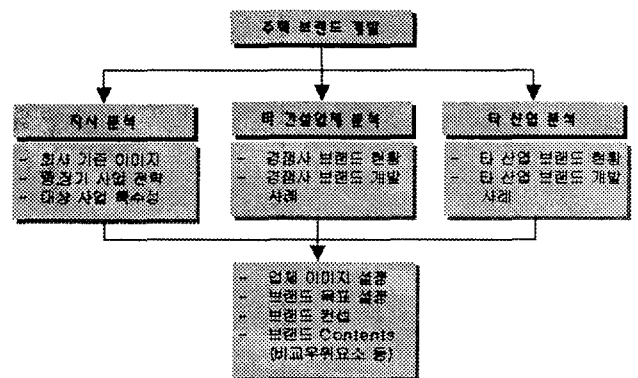 주택 브랜드 개발
자사 분석
타 건설업체 분석
타 산업 분석
- 회사 기존 이미지
- 중,장기 사업 전략
- 대상 사업 특수성
- 경쟁사 브랜드 현황
- 경쟁사 브랜드 개발
사례
- 타 산업 브랜드 현황
- 타 산업 브랜드 개발
사례
- 업체 이미지 설정
- 브랜드 목표 설정
- 브랜드 컨셉
- 브랜드 Contents
(비교우위요소 등)